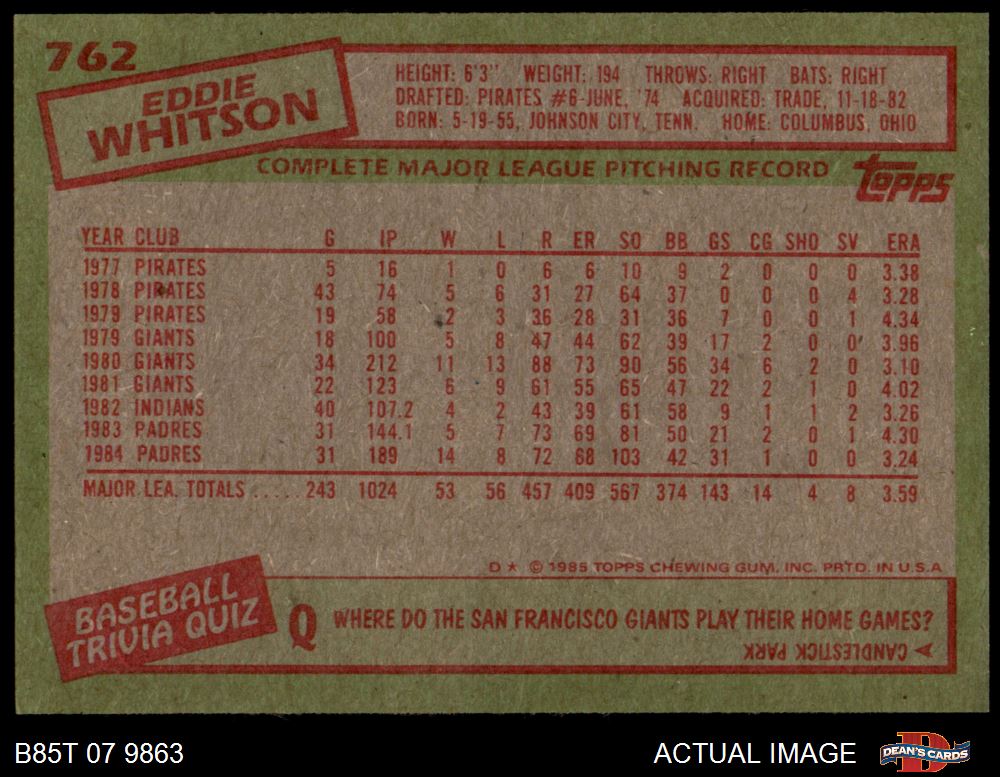 762
EDDIE
WHITSON
HEIGHT: 6'3" WEIGHT: 194 THROWS: RIGHT BATS: RIGHT
DRAFTED: PIRATES #6-JUNE, '74 ACQUIRED: TRADE, 11-18-82
BORN: 5-19-55, JOHNSON CITY, TENN. HOME: COLUMBUS, OHIO
COMPLETE MAJOR LEAGUE PITCHING RECORD
TOPPS
YEAR CLUB G IP W L R ER SO BB GS CG SHO SV ERA
1977 PIRATES 5 16 1 0 6 6 10 9 2 0 0 0 3.38
1978 PIRATES 43 74 5 6 31 27 64 37 0 0 0 4 3.28
1979 PIRATES 19 58 2 3 36 28 31 36 7 0 0 1 4.34
1979 GIANTS 18 100 5 8 47 44 62 39 17 2 0 0 3.96
1980 GIANTS 34 212 11 13 88 73 90 56 34 6 2 0 3.10
1981 GIANTS 22 123 6 9 61 55 65 47 22 2 1 0 4.02
1982 INDIANS 40 107.2 4 2 43 39 61 58 9 1 1 2 3.26
1983 PADRES 31 144.1 5 7 73 69 81 50 21 2 0 1 4.30
1984 PADRES 31 189 14 8 72 68 103 42 31 1 0 0 3.24
MAJOR LEA. TOTALS ..... 243 1024 53 56 457 409 567 374 143 14 4 8 3.59
D ★ © 1985 TOPPS CHEWING GUM, INC. PRTD. IN U.S.A
BASEBALL
TRIVIA QUIZ
Q WHERE DO THE SAN FRANCISCO GIANTS PLAY THEIR HOME GAMES?
A CANDLESTICK PARK
B85T 07 9863
ACTUAL IMAGE
DEAN'S CARDS